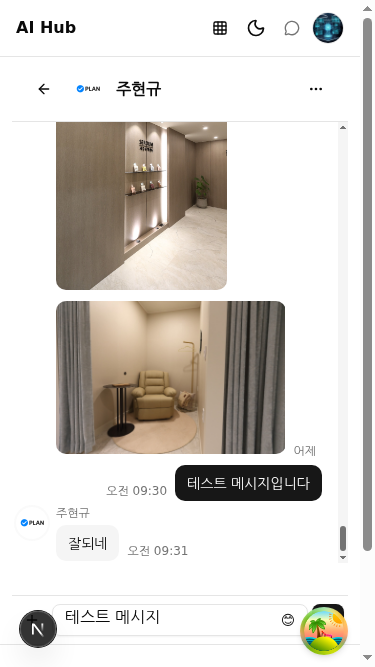 AI Hub
PLAN
주현규
어제
오전 09:30
테스트 메시지입니다
주현규
PLAN
잘되네
오전 09:31
테스트 메시지
N